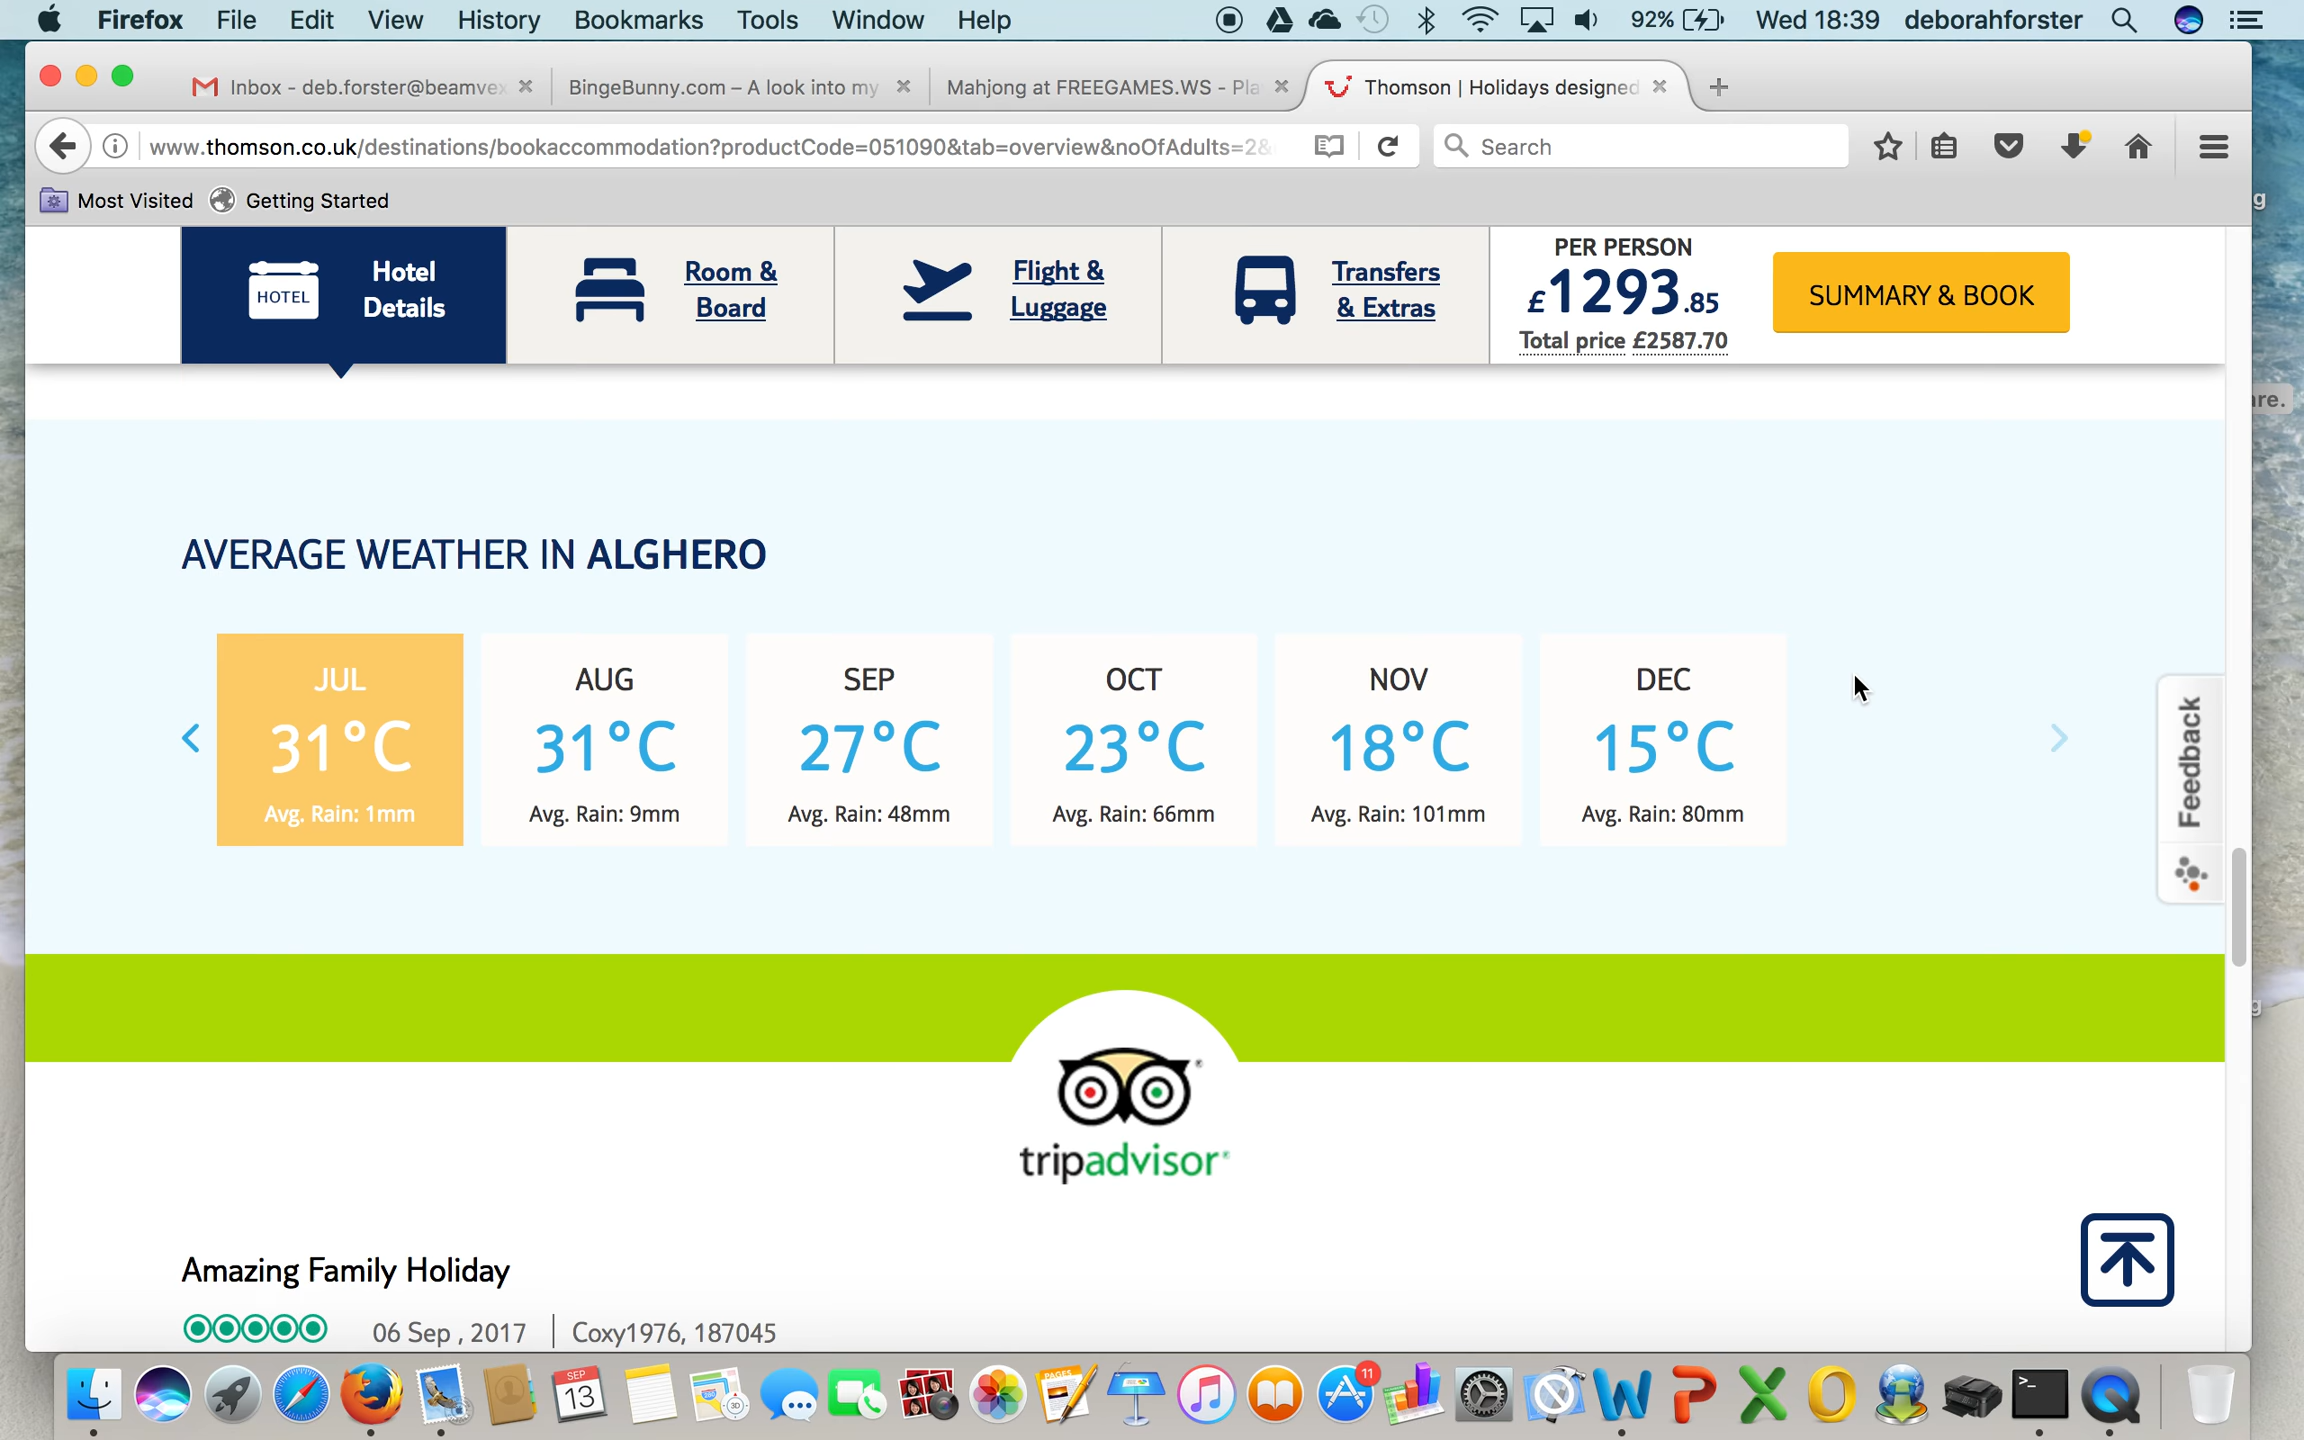 Firefox File Edit View History Bookmarks Tools Window Help 92% Wed 18:39 deborahforster
Inbox - deb.forster@beamvex BingeBunny.com – A look into my Mahjong at FREEGAMES.WS - Pla Thomson | Holidays designed
www.thomson.co.uk/destinations/bookaccommodation?productCode=051090&tab=overview&noOfAdults=2& Search
Most Visited Getting Started
HOTEL Hotel Details
Room & Board
Flight & Luggage
Transfers & Extras
PER PERSON
£1293.85
Total price £2587.70
SUMMARY & BOOK
AVERAGE WEATHER IN ALGHERO
JUL AUG SEP OCT NOV DEC
31°C 31°C 27°C 23°C 18°C 15°C
Avg. Rain: 1mm Avg. Rain: 9mm Avg. Rain: 48mm Avg. Rain: 66mm Avg. Rain: 101mm Avg. Rain: 80mm
Feedback
tripadvisor
Amazing Family Holiday
06 Sep , 2017 | Coxy1976, 187045
SEP
13
3D
PAGES
11
W P X O